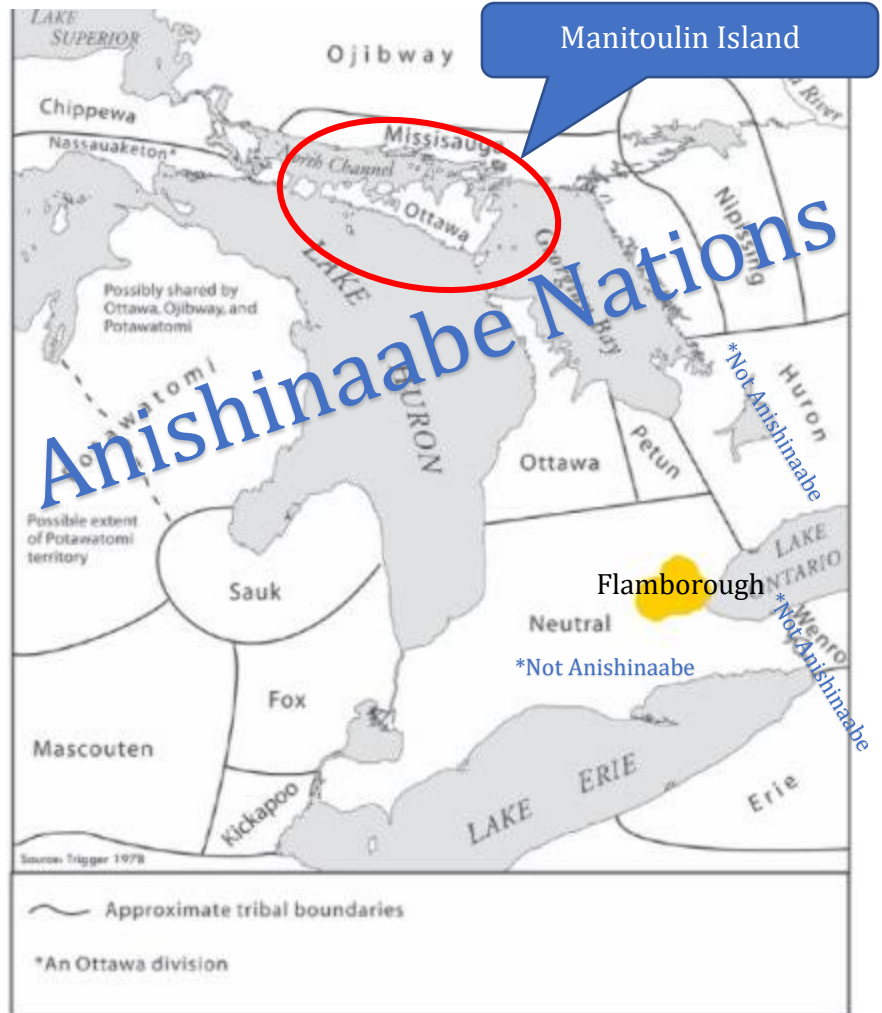 LAKE
SUPERIOR
Ojibway
Manitoulin Island
Chippewa
River
Nassauaketon*
Missisauga
North Channel
Ottawa
Nipissing
Georgian Bay
LAKE
HURON
Anishinaabe Nations
Possibly shared by
Ottawa, Ojibway, and
Potawatomi
Potawatomi
*Not Anishinaabe
Huron
Ottawa
Petun
Possible extent
of Potawatomi
territory
Sauk
LAKE
ONTARIO
Flamborough
Neutral
*Not Anishinaabe
Wenro
*Not Anishinaabe
Fox
Mascouten
Kickapoo
LAKE ERIE
Erie
Source: Trigger 1978
Approximate tribal boundaries
*An Ottawa division